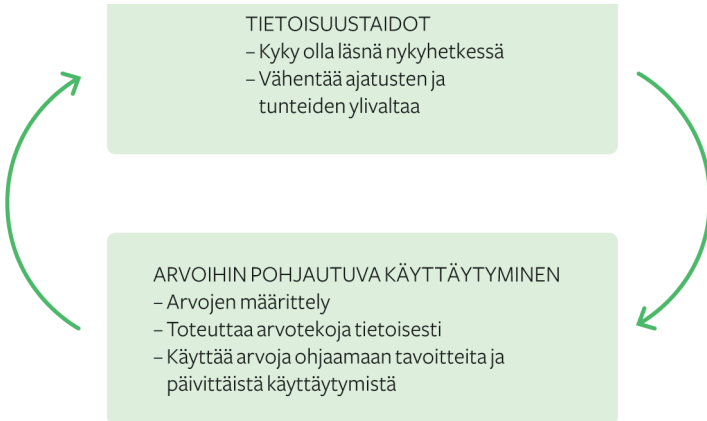 TIETOISUUSTAIDOT
– Kyky olla läsnä nykyhetkessä
– Vähentää ajatusten ja
tunteiden ylivaltaa
ARVOIHIN POHJAUTUVA KÄYTTÄYTYMINEN
– Arvojen määrittely
– Toteuttaa arvotekoja tietoisesti
– Käyttää arvoja ohjaamaan tavoitteita ja
päivittäistä käyttäytymistä